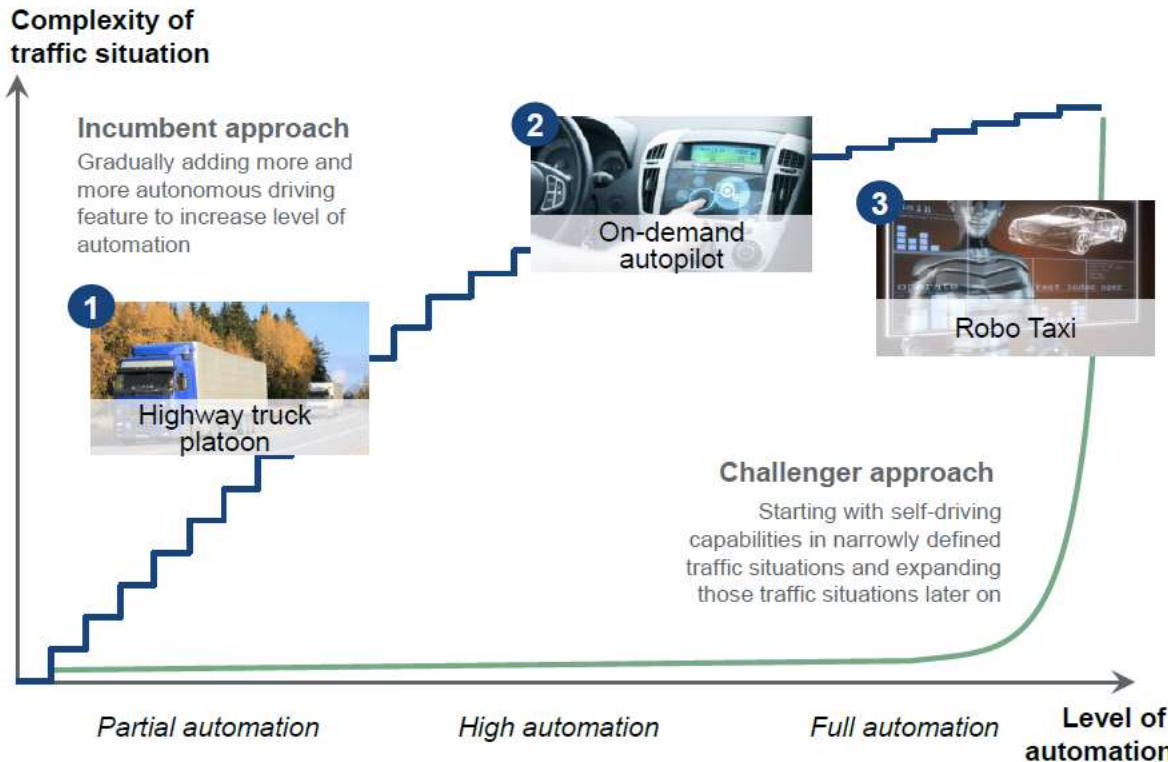 Complexity of
traffic situation
Incumbent approach
Gradually adding more and
more autonomous driving
feature to increase level of
automation
1
Highway truck
platoon
2
On-demand
autopilot
3
operate
Robo Taxi
Challenger approach
Starting with self-driving
capabilities in narrowly defined
traffic situations and expanding
those traffic situations later on
Partial automation
High automation
Full automation
Level of
automation